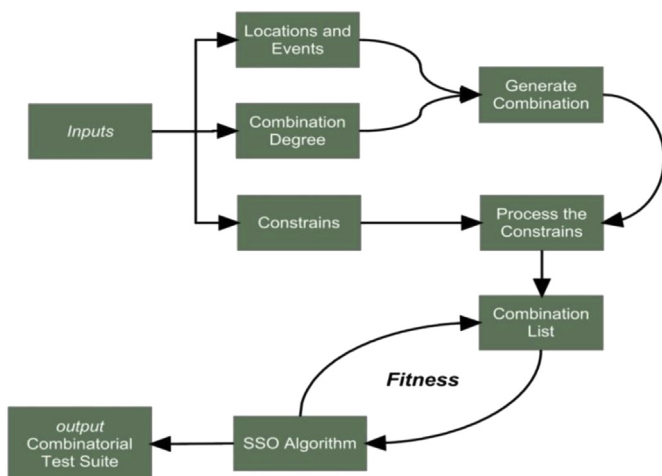 Locations and
Events
Generate
Combination
Inputs
Combination
Degree
Constrains
Process the
Constrains
Combination
List
Fitness
output
Combinatorial
Test Suite
SSO Algorithm